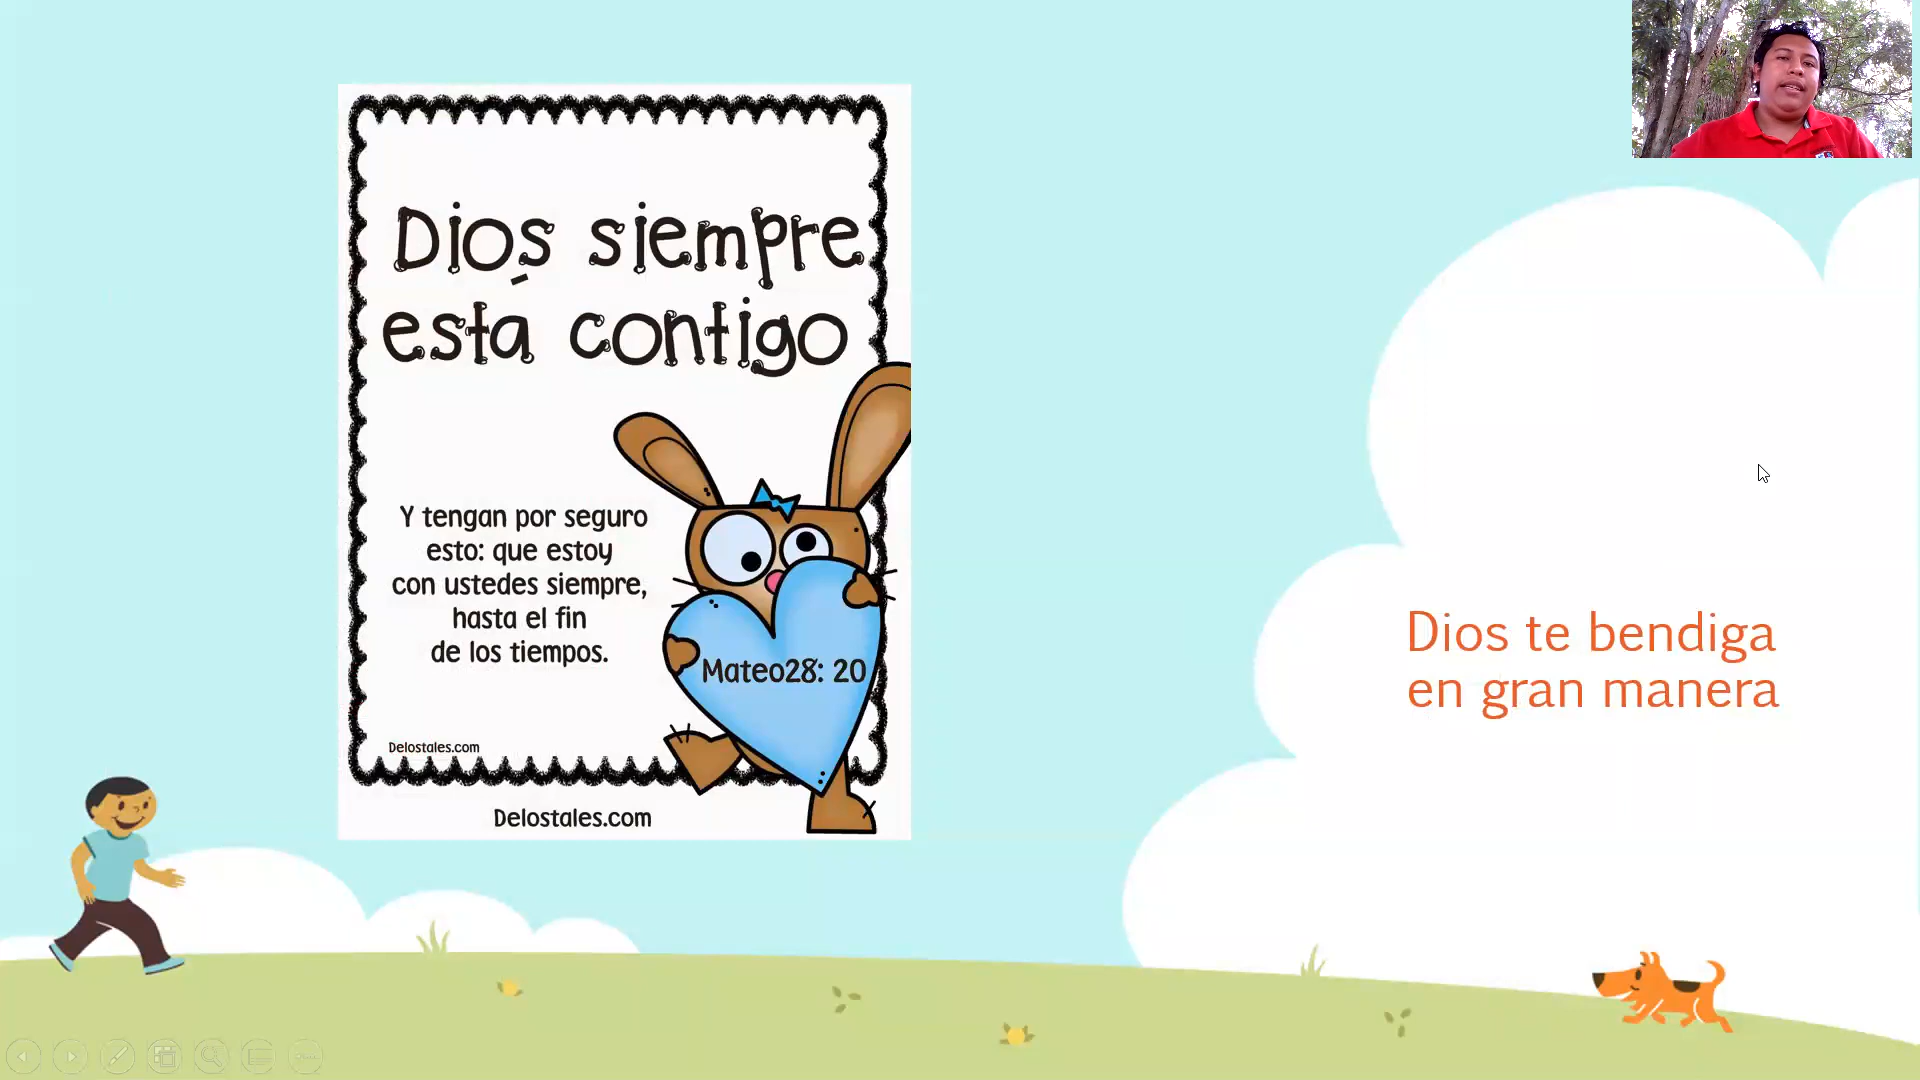 Dios siempre
está contigo
Y tengan por seguro
esto: que estoy
con ustedes siempre,
hasta el fin
de los tiempos.
Mateo28: 20
Delostales.com
Delostales.com
Dios te bendiga
en gran manera